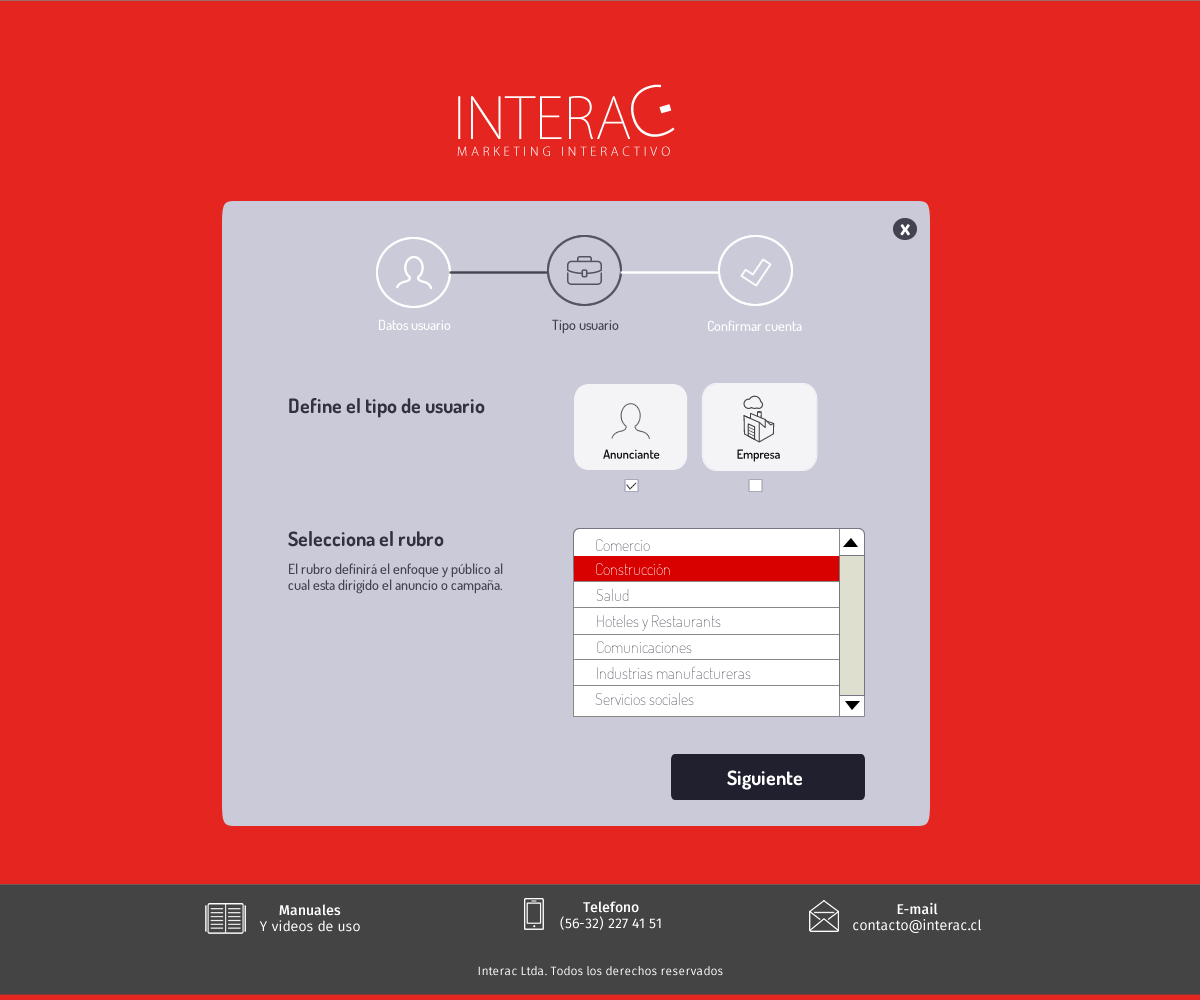 INTERAC
MARKETING INTERACTIVO
x
Datos usuario
Tipo usuario
Confirmar cuenta
Define el tipo de usuario
Anunciante
Empresa
Selecciona el rubro
El rubro definirá el enfoque y público al
cual esta dirigido el anuncio o campaña.
Comercio
Construcción
Salud
Hoteles y Restaurants
Comunicaciones
Industrias manufactureras
Servicios sociales
Siguiente
Manuales
Y videos de uso
Telefono
(56-32) 227 41 51
E-mail
contacto@interac.cl
Interac Ltda. Todos los derechos reservados